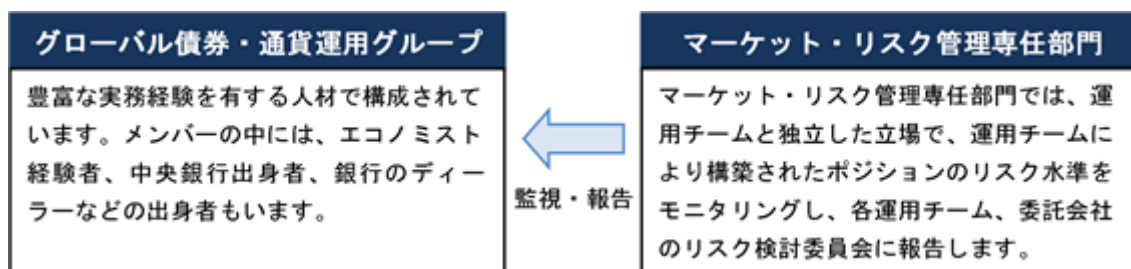 グローバル債券・通貨運用グループ
豊富な実務経験を有する人材で構成されて
います。メンバーの中には、エコノミスト
経験者、中央銀行出身者、銀行のディー
ラーなどの出身者もいます。
監視・報告
マーケット・リスク管理専任部門
マーケット・リスク管理専任部門では、運
用チームと独立した立場で、運用チームに
より構築されたポジションのリスク水準を
モニタリングし、各運用チーム、委託会社
のリスク検討委員会に報告します。